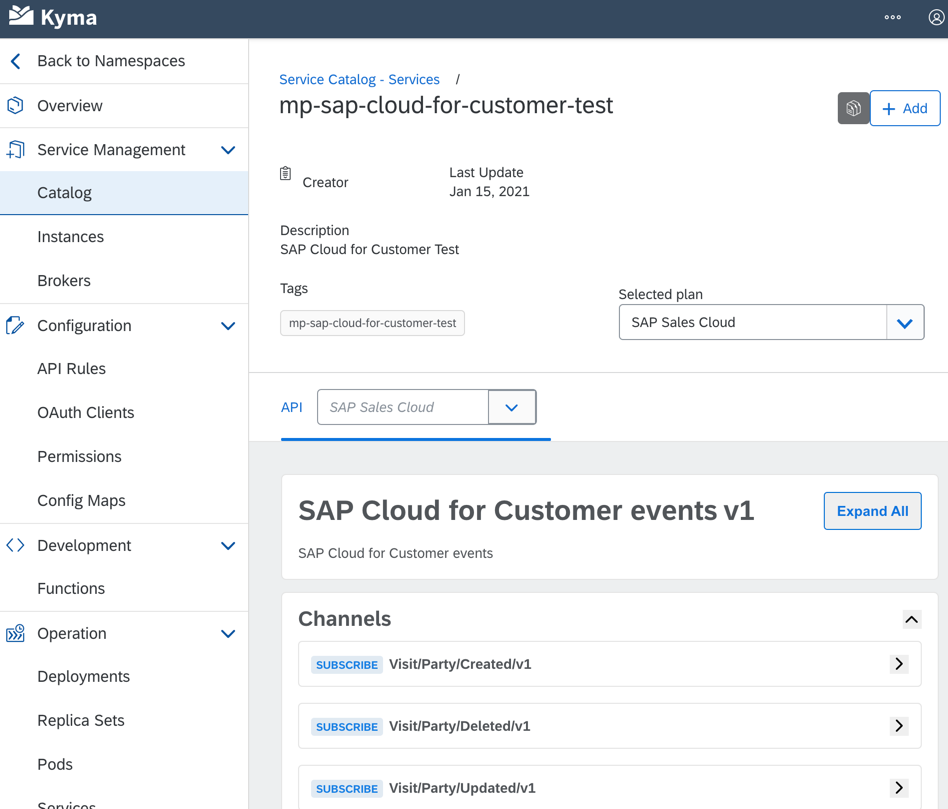 Kyma
Back to Namespaces
Overview
Service Management
Catalog
Instances
Brokers
Configuration
API Rules
OAuth Clients
Permissions
Config Maps
Development
Functions
Operation
Deployments
Replica Sets
Pods
Services
Service Catalog - Services /
mp-sap-cloud-for-customer-test
+ Add
Creator
Last Update
Jan 15, 2021
Description
SAP Cloud for Customer Test
Tags
mp-sap-cloud-for-customer-test
Selected plan
SAP Sales Cloud
API SAP Sales Cloud
SAP Cloud for Customer events v1
Expand All
SAP Cloud for Customer events
Channels
SUBSCRIBE Visit/Party/Created/v1
SUBSCRIBE Visit/Party/Deleted/v1
SUBSCRIBE Visit/Party/Updated/v1